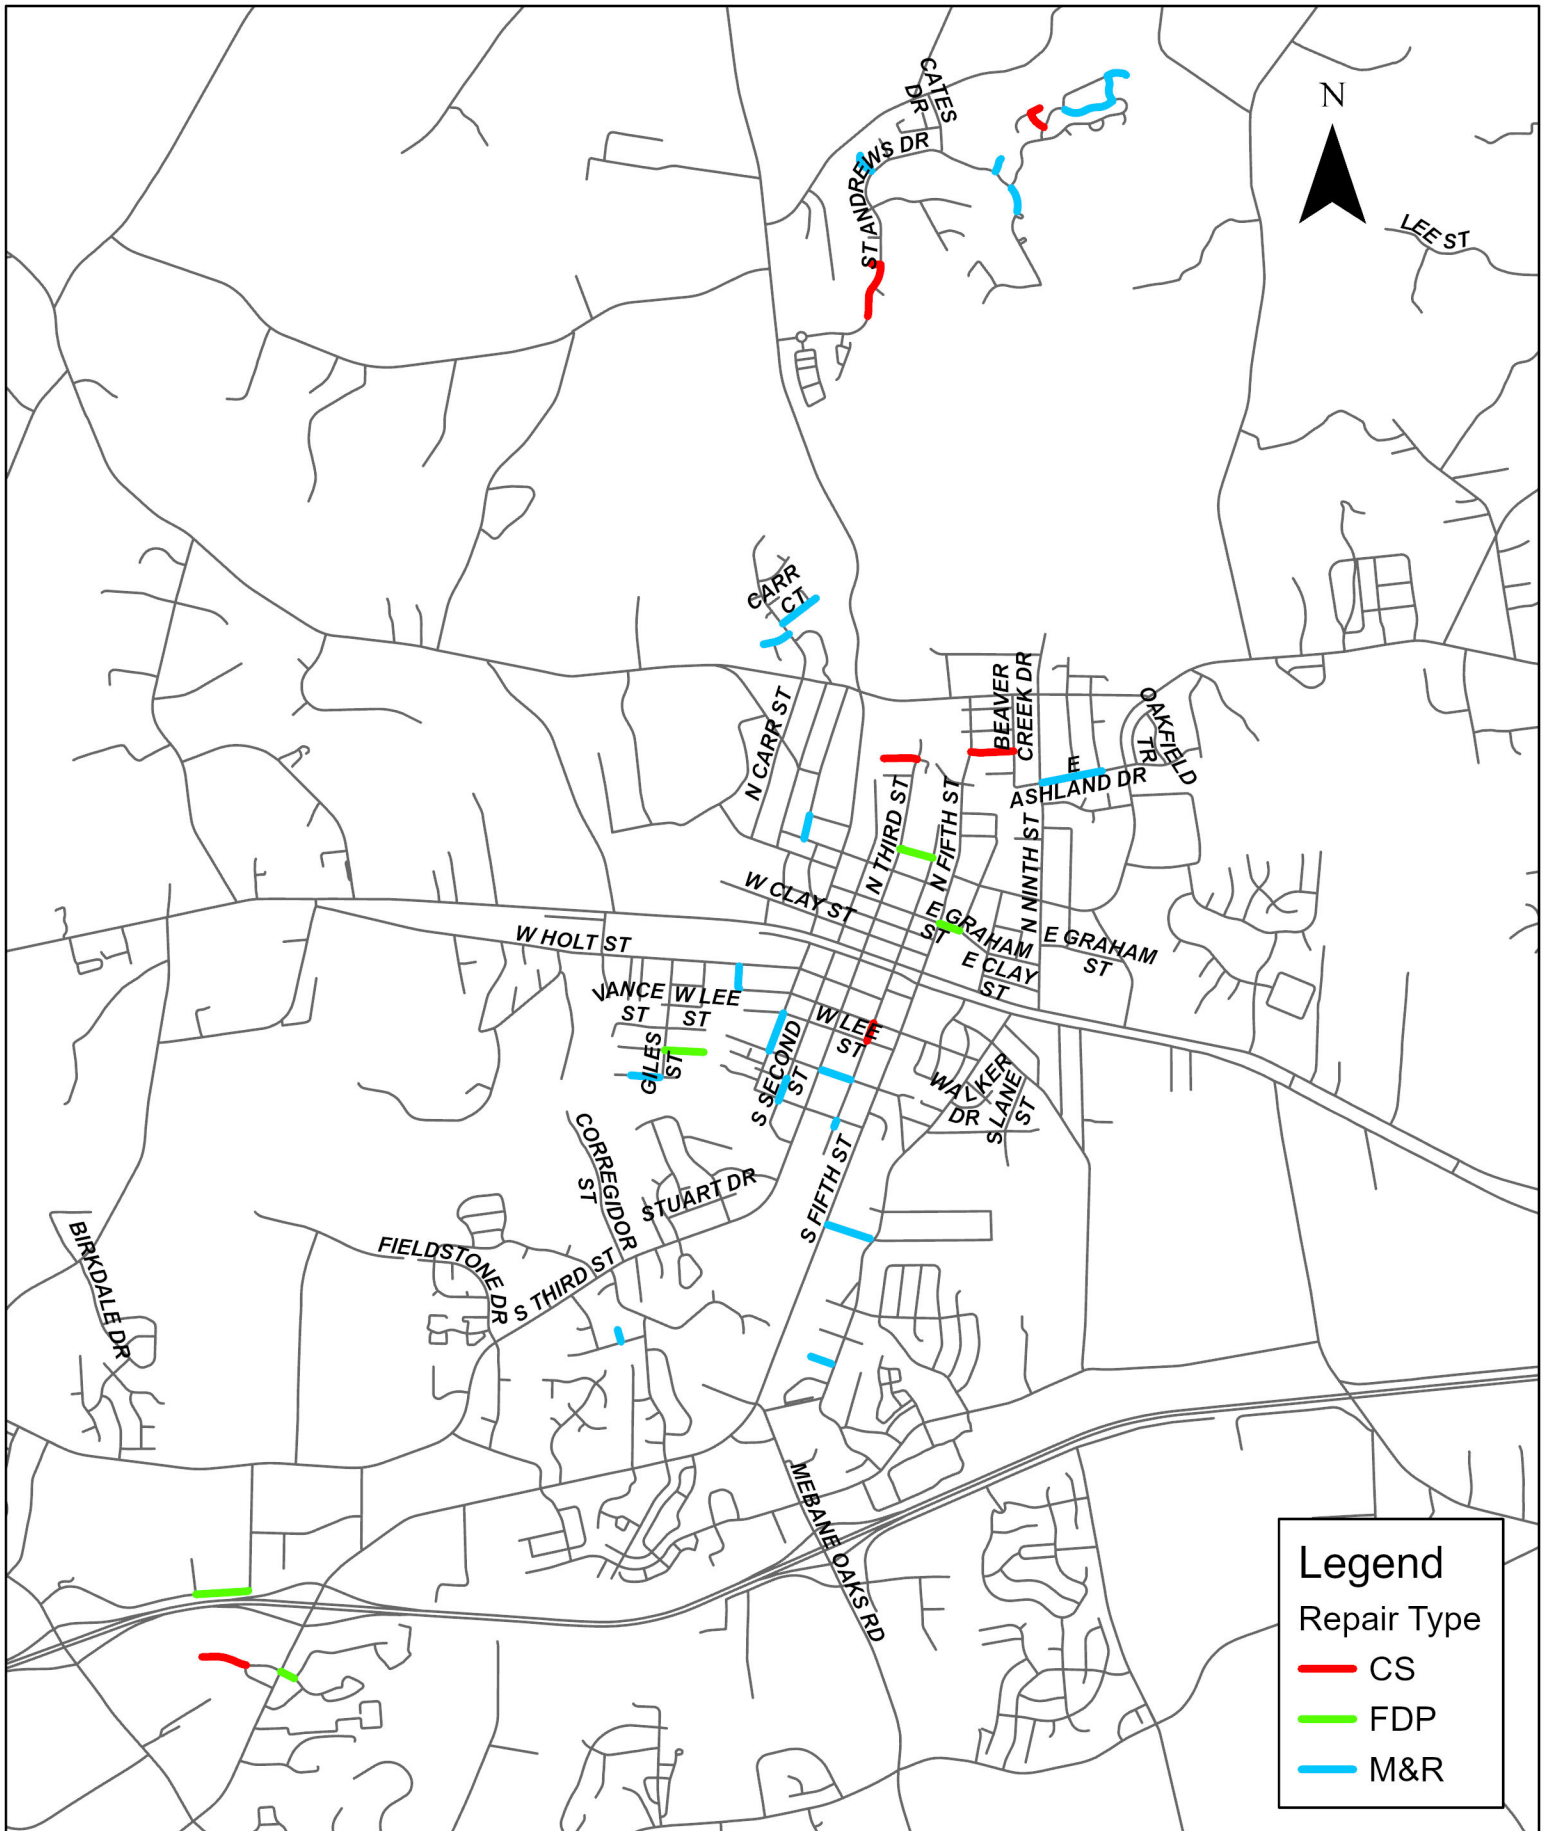 CATES
DR
N
ST ANDREWS DR
LEE ST
CARR
CT
BEAVER
CREEK DR
OAKFIELD
TR
N CARR ST
E
ASHLAND DR
N THIRD ST
N FIFTH ST
N NINTH ST
W CLAY ST
E GRAHAM
ST
E GRAHAM
ST
W HOLT ST
E CLAY
ST
VANCE
ST
W LEE
ST
W LEE
ST
GILES
ST
S SECOND
ST
WALKER
DR
S LANE
ST
CORREGIDOR
ST
STUART DR
S FIFTH ST
BIRKDALE DR
FIELDSTONE DR
S THIRD ST
MEBANE OAKS RD
Legend
Repair Type
CS
FDP
M&R